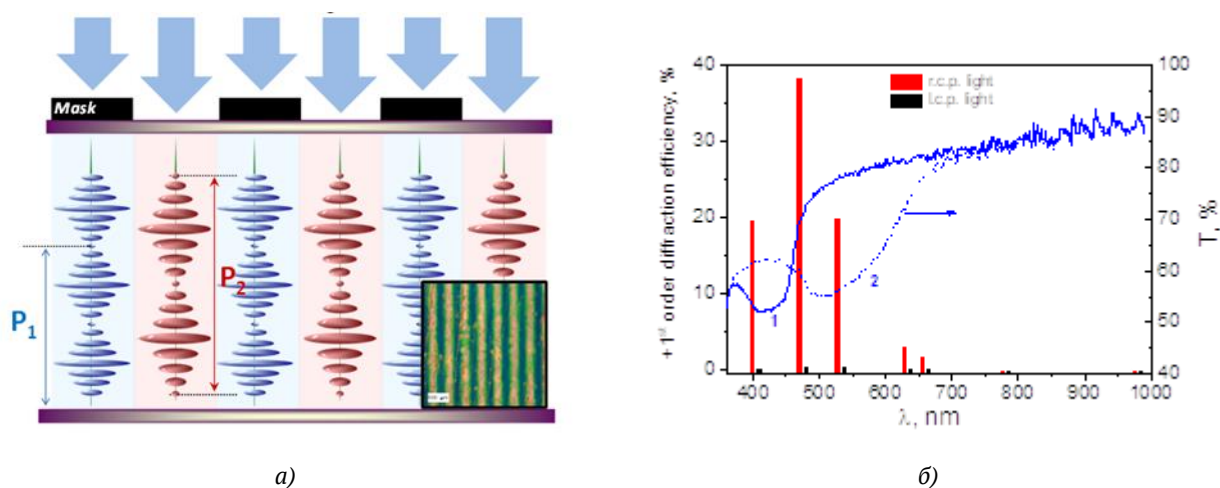 Mask
P₁
P₂
а)
+1ˢᵗ order diffraction efficiency, %
40
30
20
10
0
r.c.p. light
l.c.p. light
1
2
400 500 600 700 800 900 1000
λ, nm
100
90
80
70
60
50
40
T, %
б)